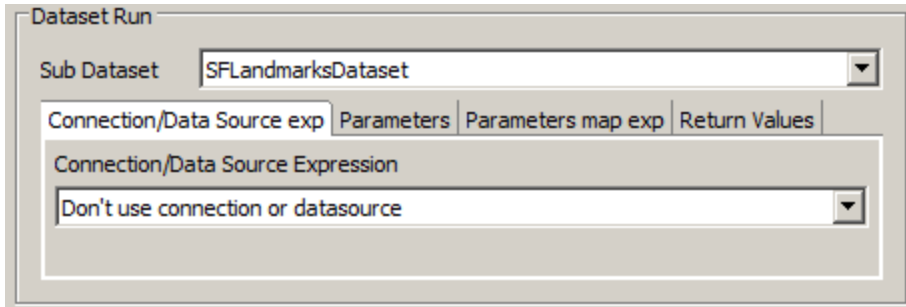 Dataset Run
Sub Dataset SFLandmarksDataset
Connection/Data Source exp Parameters Parameters map exp Return Values
Connection/Data Source Expression
Don't use connection or datasource